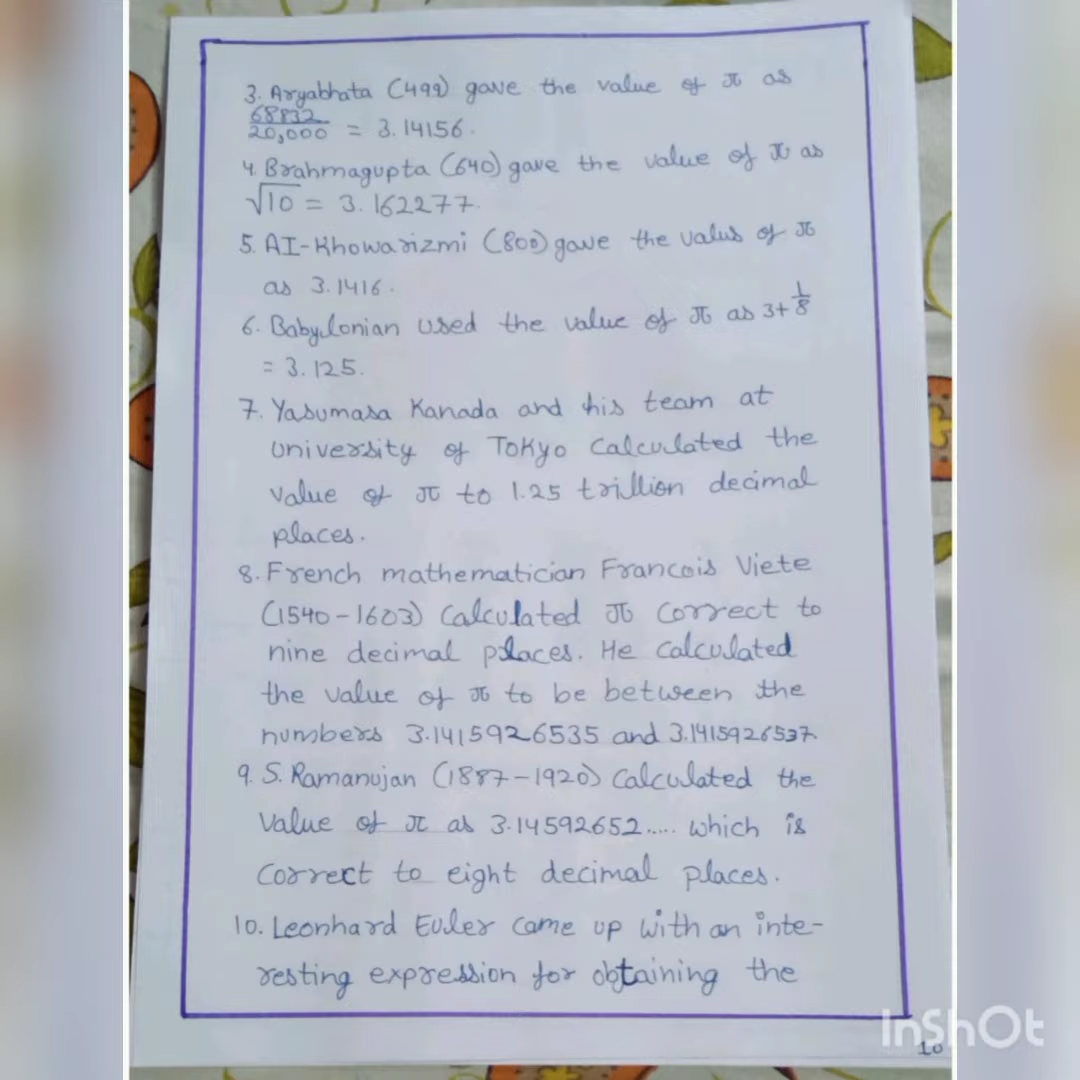 3. Aryabhata (499) gave the value of π as
68832/20,000 = 3.14156.
4. Brahmagupta (640) gave the value of π as
√10 = 3.162277.
5. AI-Khowarizmi (800) gave the valus of π
as 3.1416.
6. Babylonian used the value of π as 3+1/8
= 3.125.
7. Yasumasa Kanada and his team at
University of Tokyo Calculated the
value of π to 1.25 trillion decimal
places.
8. French mathematician Francois Viete
(1540-1603) Calculated π correct to
nine decimal places. He calculated
the value of π to be between the
numbers 3.1415926535 and 3.1415926537.
9. S. Ramanujan (1887-1920) Calculated the
Value of π as 3.14592652..... which is
Correct to eight decimal places.
10. Leonhard Euler came up with an inte-
resting expression for obtaining the
10
InShOt